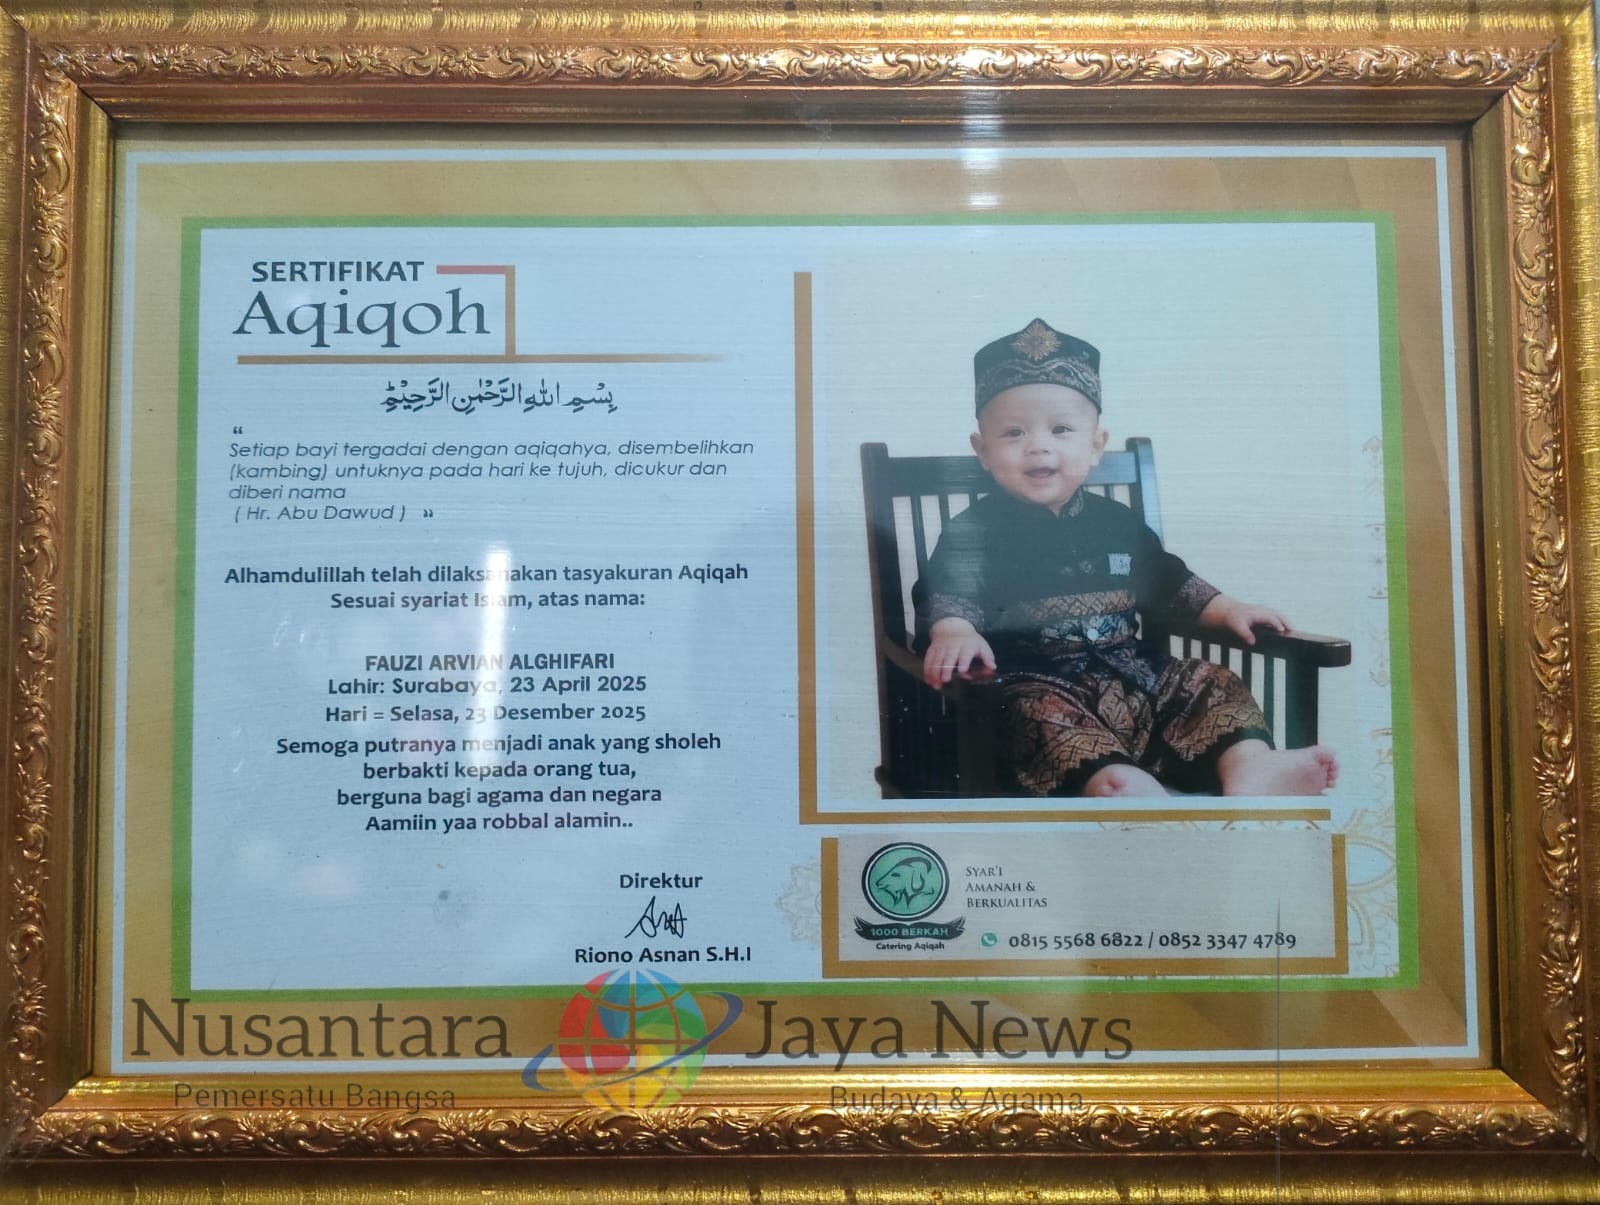 SERTIFIKAT
Aqiqoh
بِسْمِ اللهِ الرَّحْمٰنِ الرَّحِيْمِ
“
Setiap bayi tergadai dengan aqiqahya, disembelihkan
(kambing) untuknya pada hari ke tujuh, dicukur dan
diberi nama
( Hr. Abu Dawud ) ”
Alhamdulillah telah dilaksanakan tasyakuran Aqiqah
Sesuai syariat Islam, atas nama:
FAUZI ARVIAN ALGHIFARI
Lahir: Surabaya, 23 April 2025
Hari = Selasa, 23 Desember 2025
Semoga putranya menjadi anak yang sholeh
berbakti kepada orang tua,
berguna bagi agama dan negara
Aamiin yaa robbal alamin..
Direktur
Riono Asnan S.H.I
1000 BERKAH
Catering Aqiqah
SYAR'I
AMANAH &
BERKUALITAS
0815 5568 6822 / 0852 3347 4789
Nusantara Jaya News
Pemersatu Bangsa Budaya & Agama